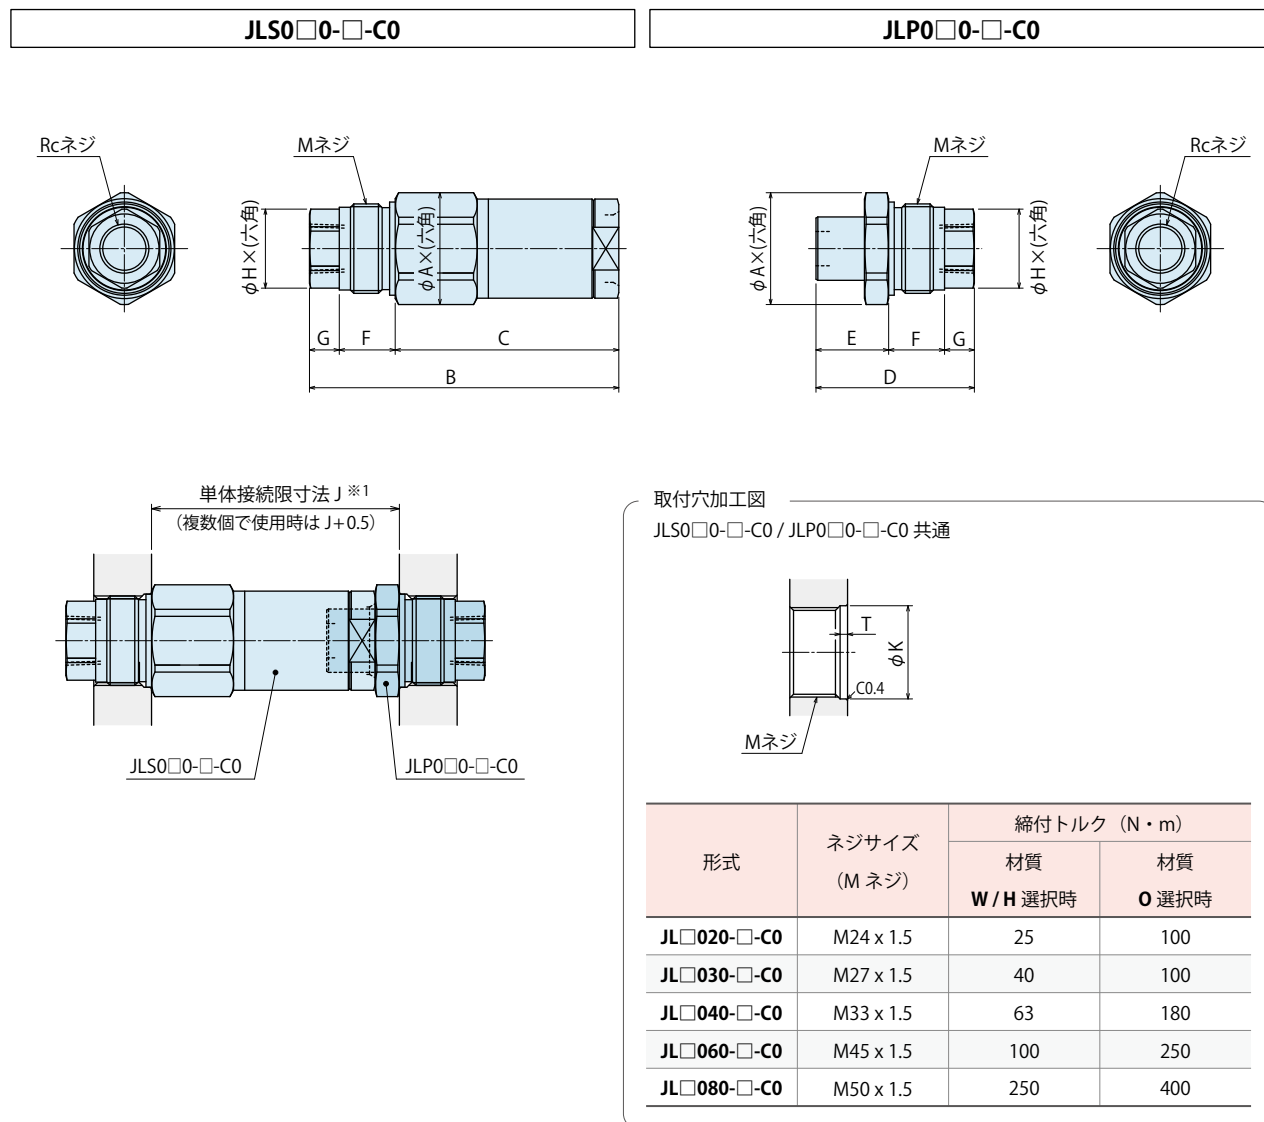 JLS0□0-□-C0
JLP0□0-□-C0
Rcネジ
Mネジ
φH×(六角)
φA×(六角)
G
F
C
B
Mネジ
Rcネジ
φA×(六角)
φH×(六角)
E
F
G
D
単体接続限寸法 J ※1
(複数個で使用時は J+0.5)
JLS0□0-□-C0
JLP0□0-□-C0
取付穴加工図
JLS0□0-□-C0 / JLP0□0-□-C0 共通
T
φK
C0.4
Mネジ
形式 ネジサイズ (M ネジ) 締付トルク (N・m)
材質 W / H 選択時 材質 O 選択時
JL□020-□-C0 M24 x 1.5 25 100
JL□030-□-C0 M27 x 1.5 40 100
JL□040-□-C0 M33 x 1.5 63 180
JL□060-□-C0 M45 x 1.5 100 250
JL□080-□-C0 M50 x 1.5 250 400